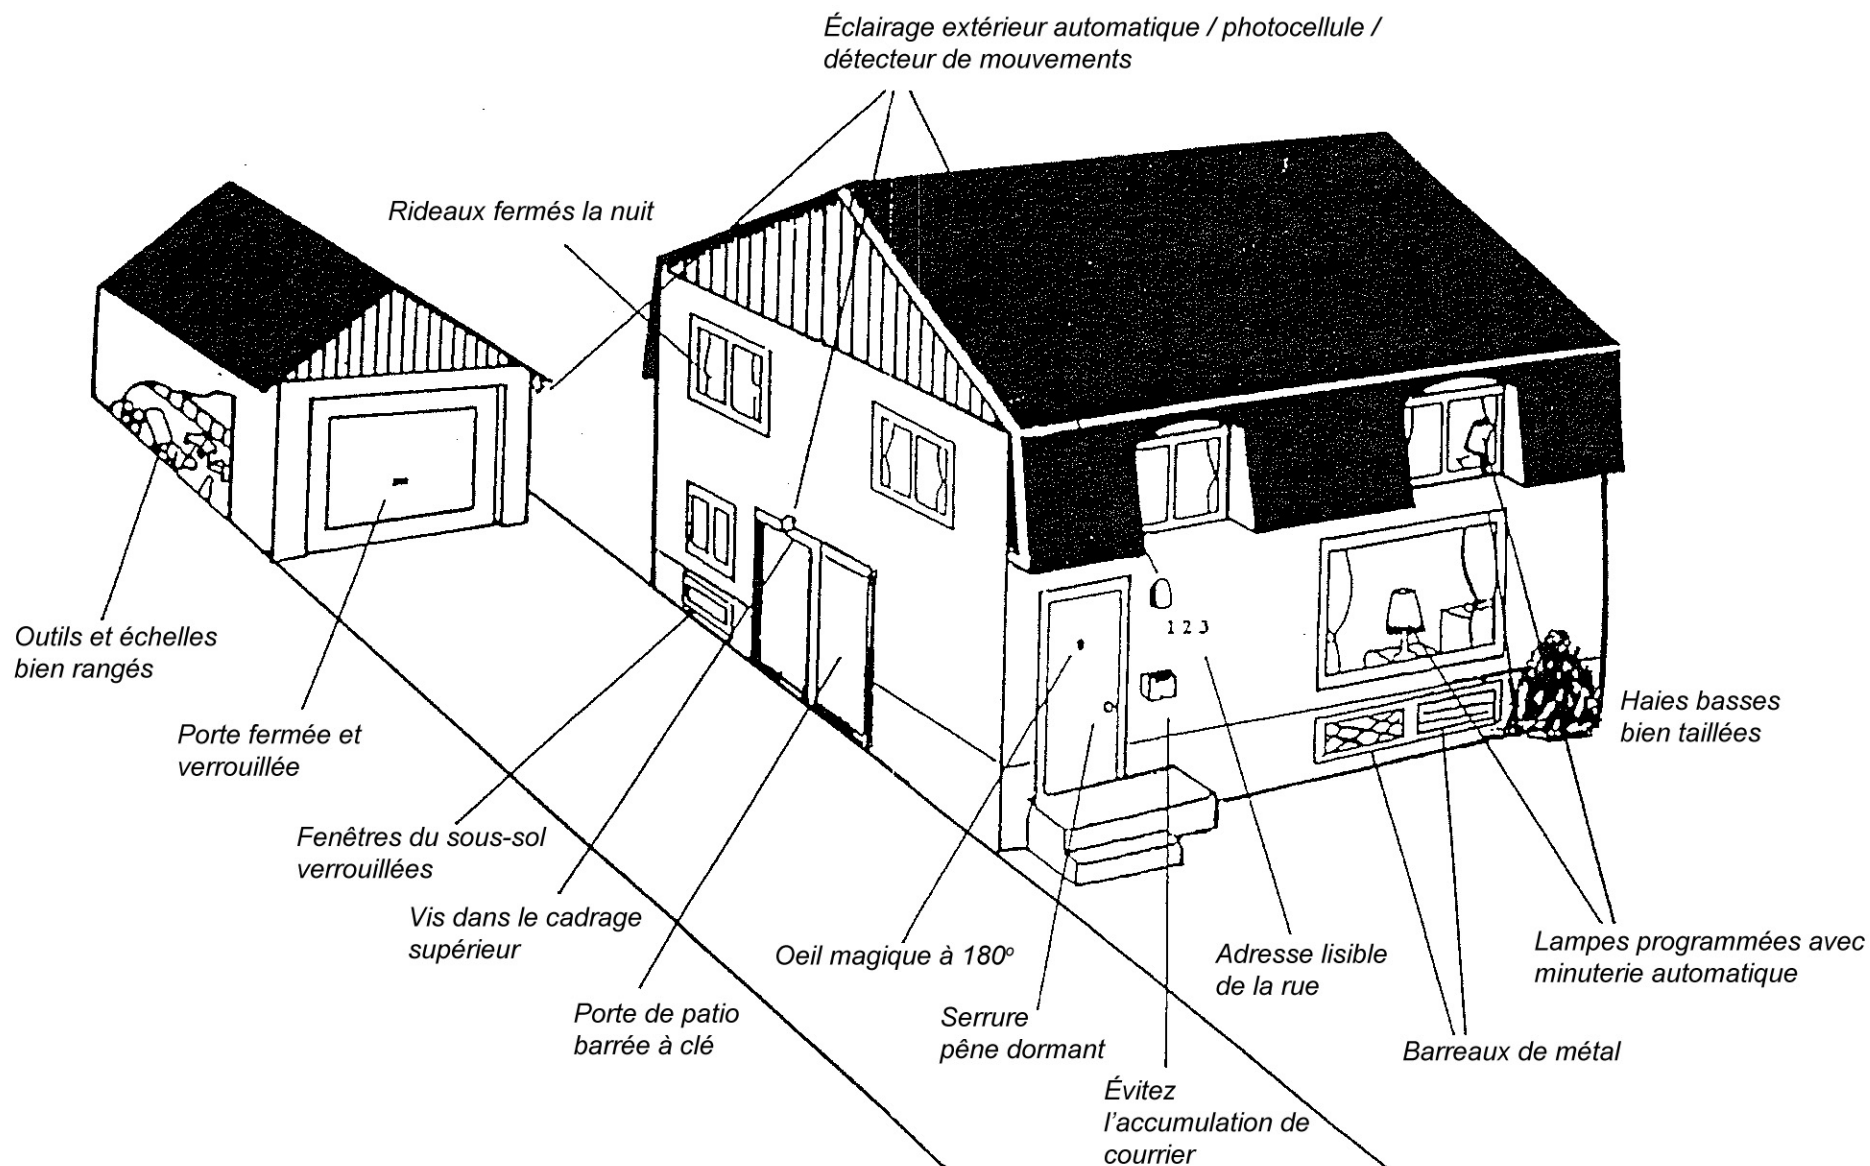 Éclairage extérieur automatique / photocellule /
détecteur de mouvements
Rideaux fermés la nuit
123
Outils et échelles
bien rangés
Porte fermée et
verrouillée
Haies basses
bien taillées
Fenêtres du sous-sol
verrouillées
Vis dans le cadrage
supérieur
Oeil magique à 180º
Adresse lisible
de la rue
Lampes programmées avec
minuterie automatique
Porte de patio
barrée à clé
Serrure
pêne dormant
Barreaux de métal
Évitez
l'accumulation de
courrier